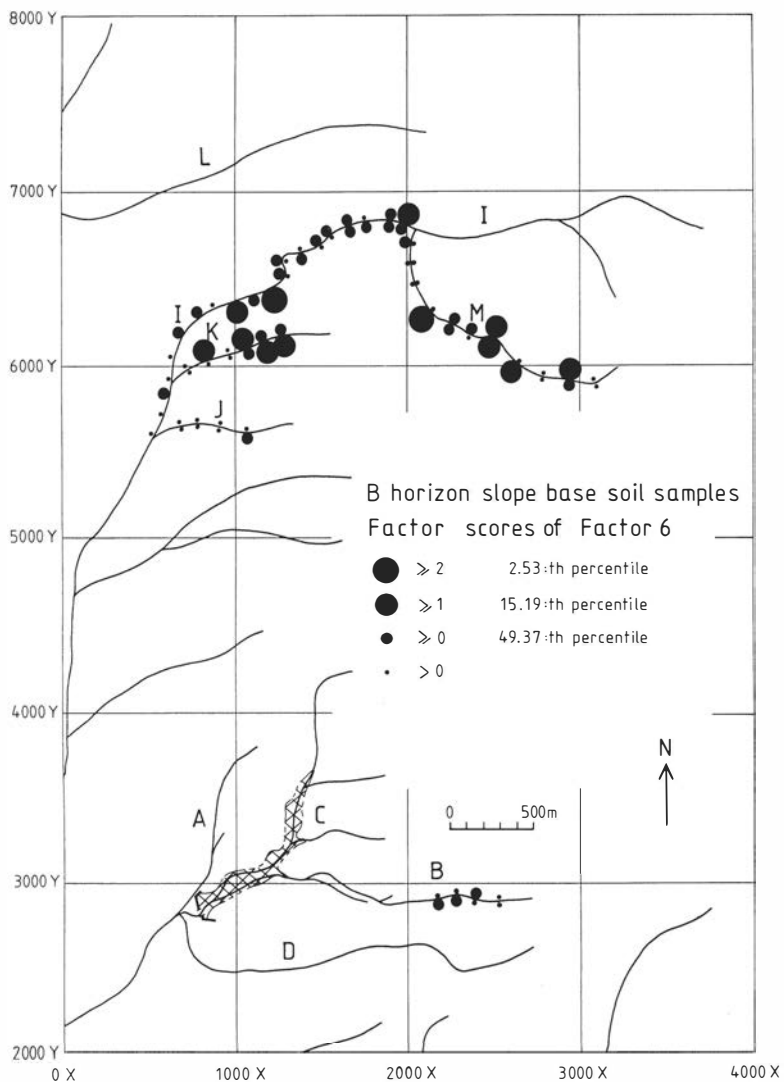 8000 Y
L
7000 Y
I
I
M
K
6000 Y
J
B horizon slope base soil samples
Factor scores of Factor 6
⩾ 2 2.53:th percentile
5000 Y
⩾ 1 15.19:th percentile
⩾ 0 49.37:th percentile
> 0
4000 Y
N
A
C
0 500m
B
3000 Y
D
2000 Y
0 X 1000 X 2000 X 3000 X 4000 X